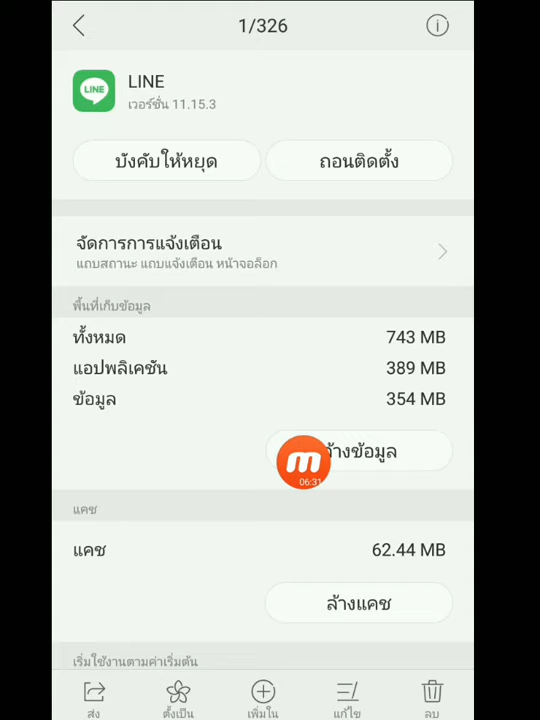 1/326
LINE
LINE
เวอร์ชั่น 11.15.3
บังคับให้หยุด ถอนติดตั้ง
จัดการการแจ้งเตือน
แถบสถานะ แถบแจ้งเตือน หน้าจอล็อก
พื้นที่เก็บข้อมูล
ทั้งหมด 743 MB
แอปพลิเคชัน 389 MB
ข้อมูล 354 MB
ล้างข้อมูล
06:31
แคช
แคช 62.44 MB
ล้างแคช
เริ่มใช้งานตามค่าเริ่มต้น
ส่ง ตั้งเป็น เพิ่มใน แก้ไข ลบ